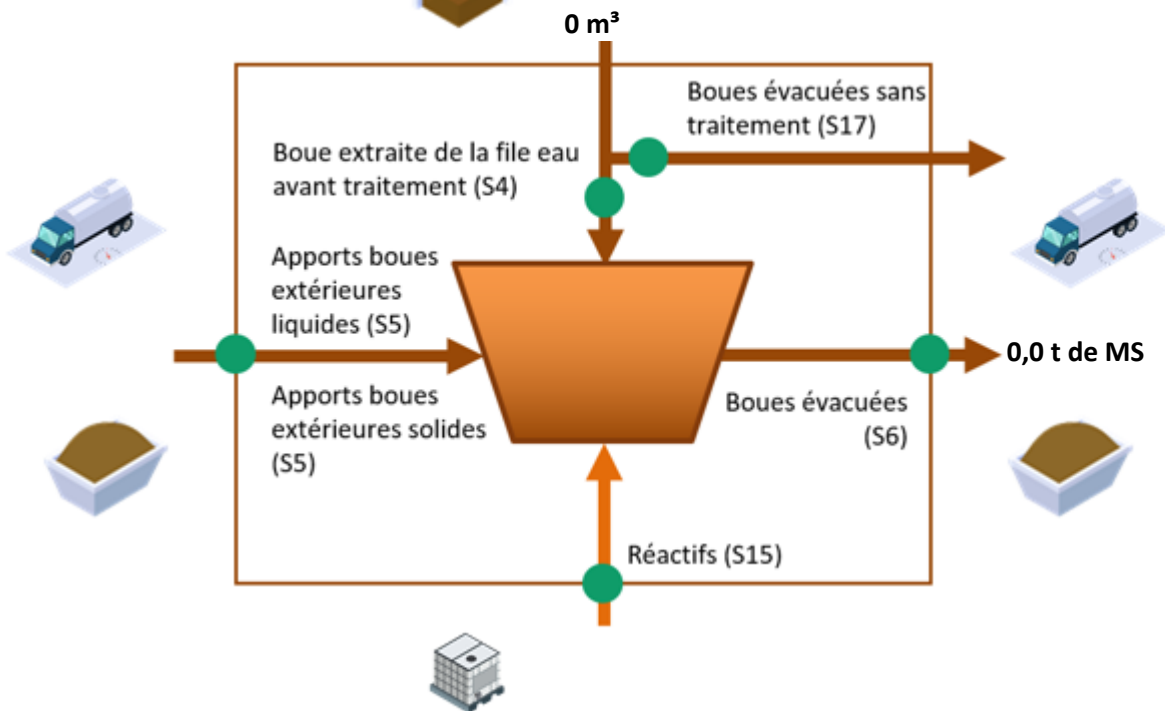 0 m³
Boues évacuées sans
traitement (S17)
Boue extraite de la file eau
avant traitement (S4)
Apports boues
extérieures
liquides (S5)
0,0 t de MS
Apports boues
extérieures solides
(S5)
Boues évacuées
(S6)
Réactifs (S15)